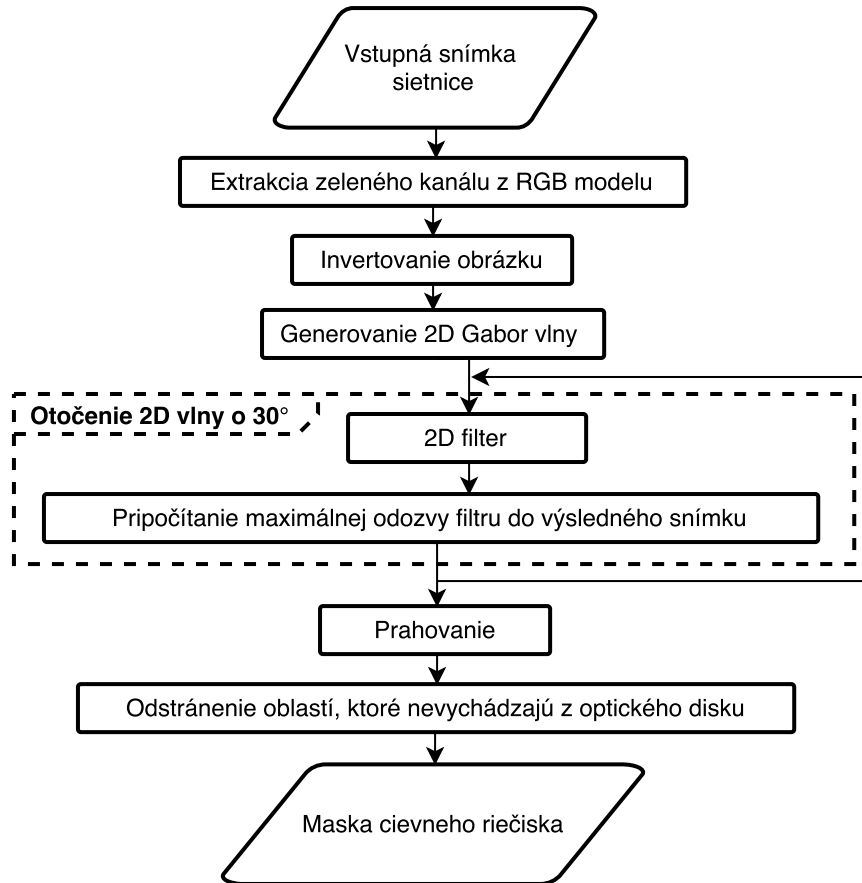 Vstupná snímka
sietnice
Extrakcia zeleného kanálu z RGB modelu
Invertovanie obrázku
Generovanie 2D Gabor vlny
Otočenie 2D vlny o 30°
2D filter
Pripočítanie maximálnej odozvy filtru do výsledného snímku
Prahovanie
Odstránenie oblastí, ktoré nevychádzajú z optického disku
Maska cievneho riečiska